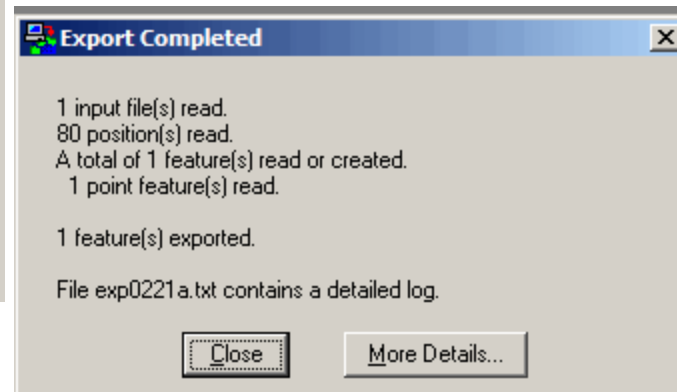 Export Completed
1 input file(s) read.
80 position(s) read.
A total of 1 feature(s) read or created.
1 point feature(s) read.
1 feature(s) exported.
File exp0221a.txt contains a detailed log.
Close More Details...